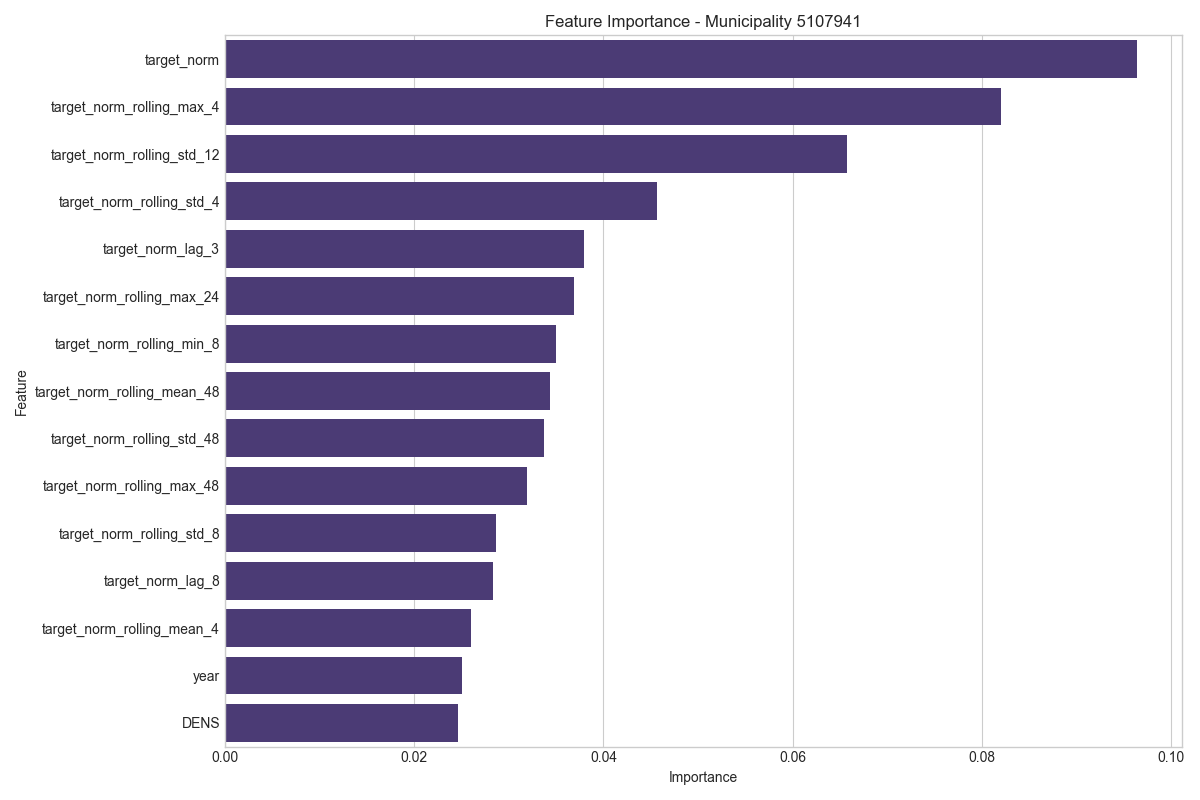 Feature Importance - Municipality 5107941
target_norm
target_norm_rolling_max_4
target_norm_rolling_std_12
target_norm_rolling_std_4
target_norm_lag_3
target_norm_rolling_max_24
target_norm_rolling_min_8
target_norm_rolling_mean_48
target_norm_rolling_std_48
target_norm_rolling_max_48
target_norm_rolling_std_8
target_norm_lag_8
target_norm_rolling_mean_4
year
DENS
Feature
0.00 0.02 0.04 0.06 0.08 0.10
Importance